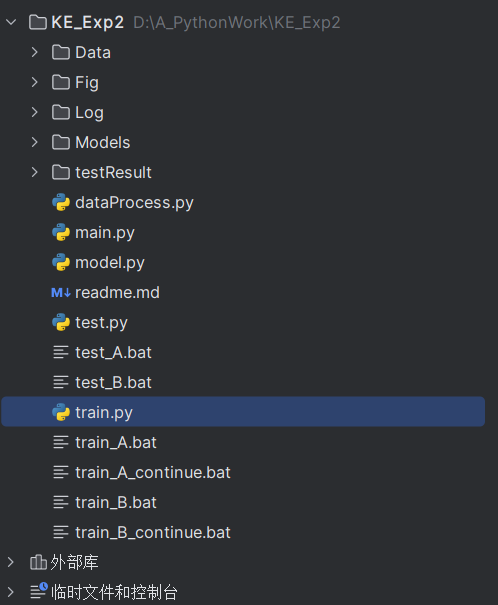 KE_Exp2 D:\A_PythonWork\KE_Exp2
Data
Fig
Log
Models
testResult
dataProcess.py
main.py
model.py
M↓ readme.md
test.py
test_A.bat
test_B.bat
train.py
train_A.bat
train_A_continue.bat
train_B.bat
train_B_continue.bat
外部库
临时文件和控制台